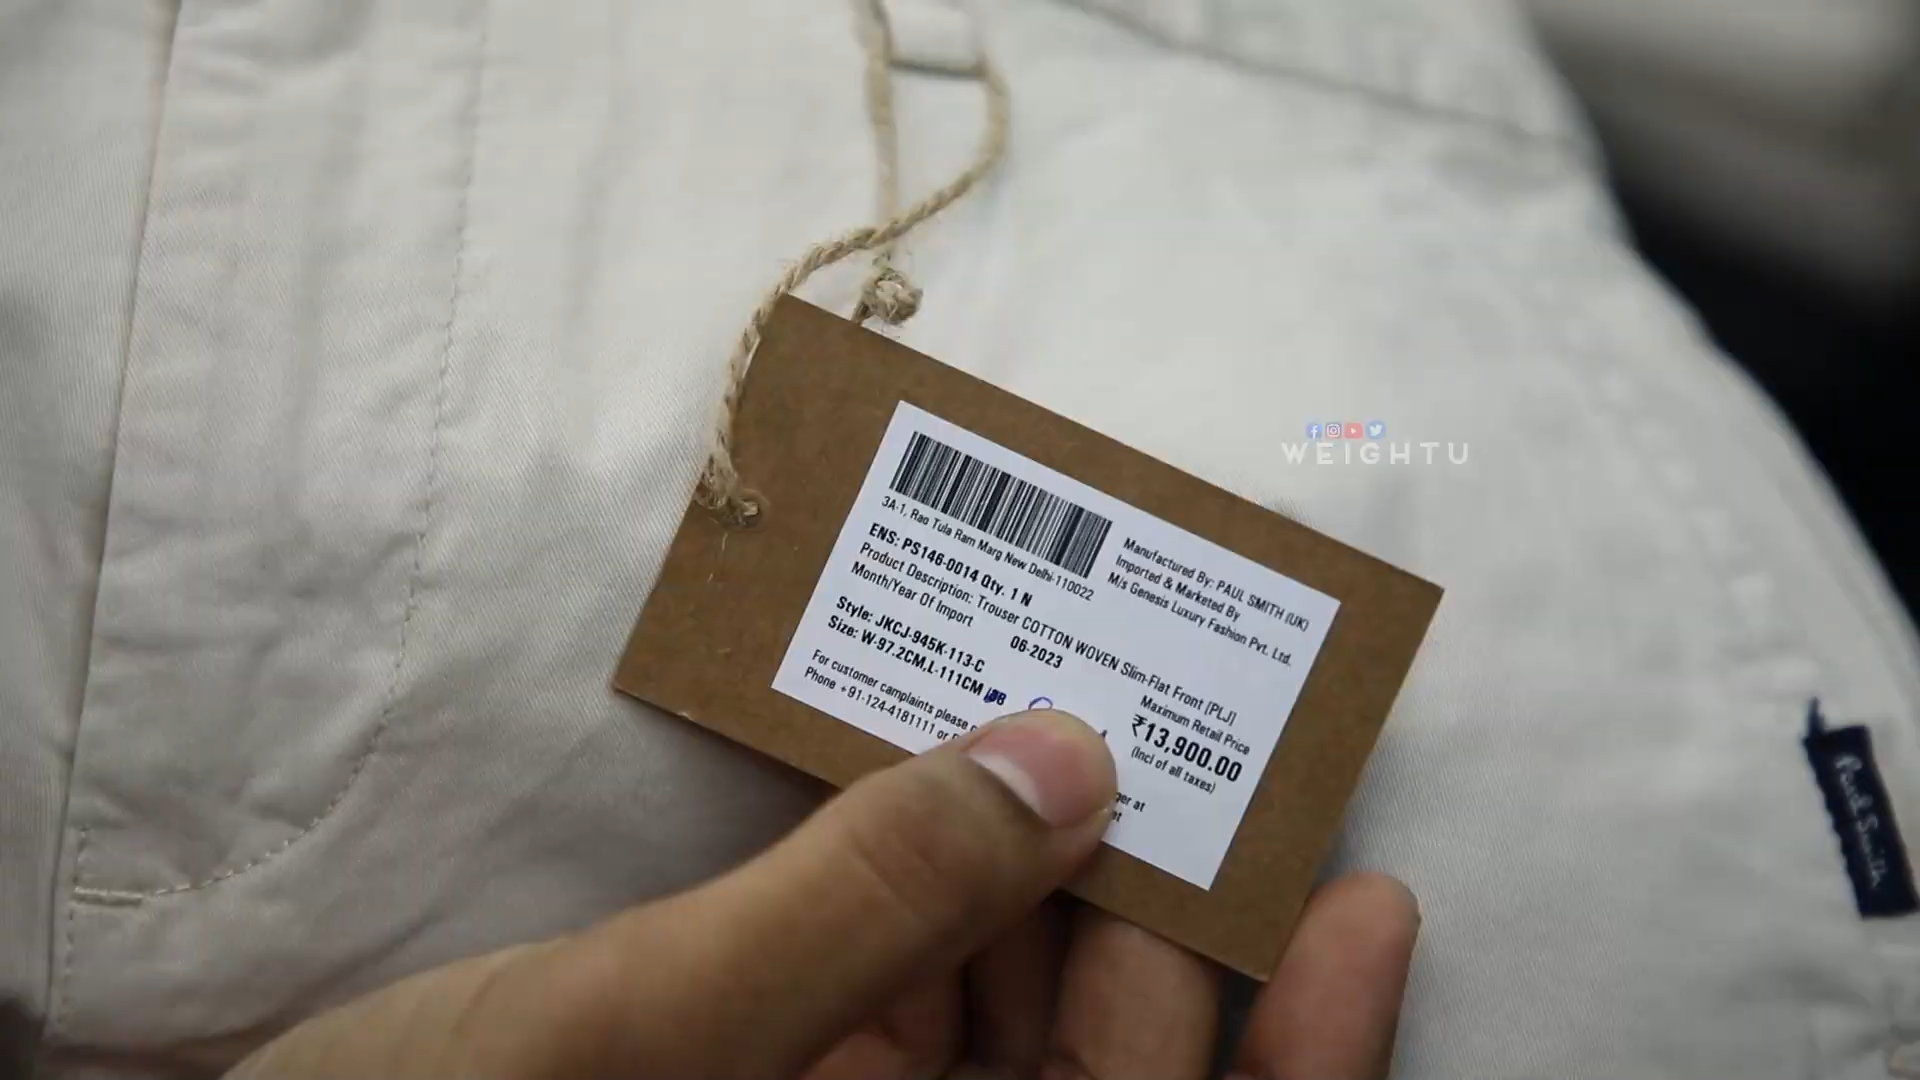 3A-1, Rao Tula Ram Marg New Delhi-110022
Manufactured By: PAUL SMITH (UK)
Imported & Marketed By
M/s Genesis Luxury Fashion Pvt. Ltd.
ENS: PS146-0014 Qty. 1 N
Product Description: Trouser COTTON WOVEN Slim-Flat Front [PLJ]
Month/Year Of Import 06-2023
Style: JKCJ-945K-113-C
Size: W-97.2CM,L-111CM
Maximum Retail Price
₹13,900.00
(Incl of all taxes)
For customer camplaints please
Phone +91-124-4181111 or
at
WEIGHTU
Paul Smith